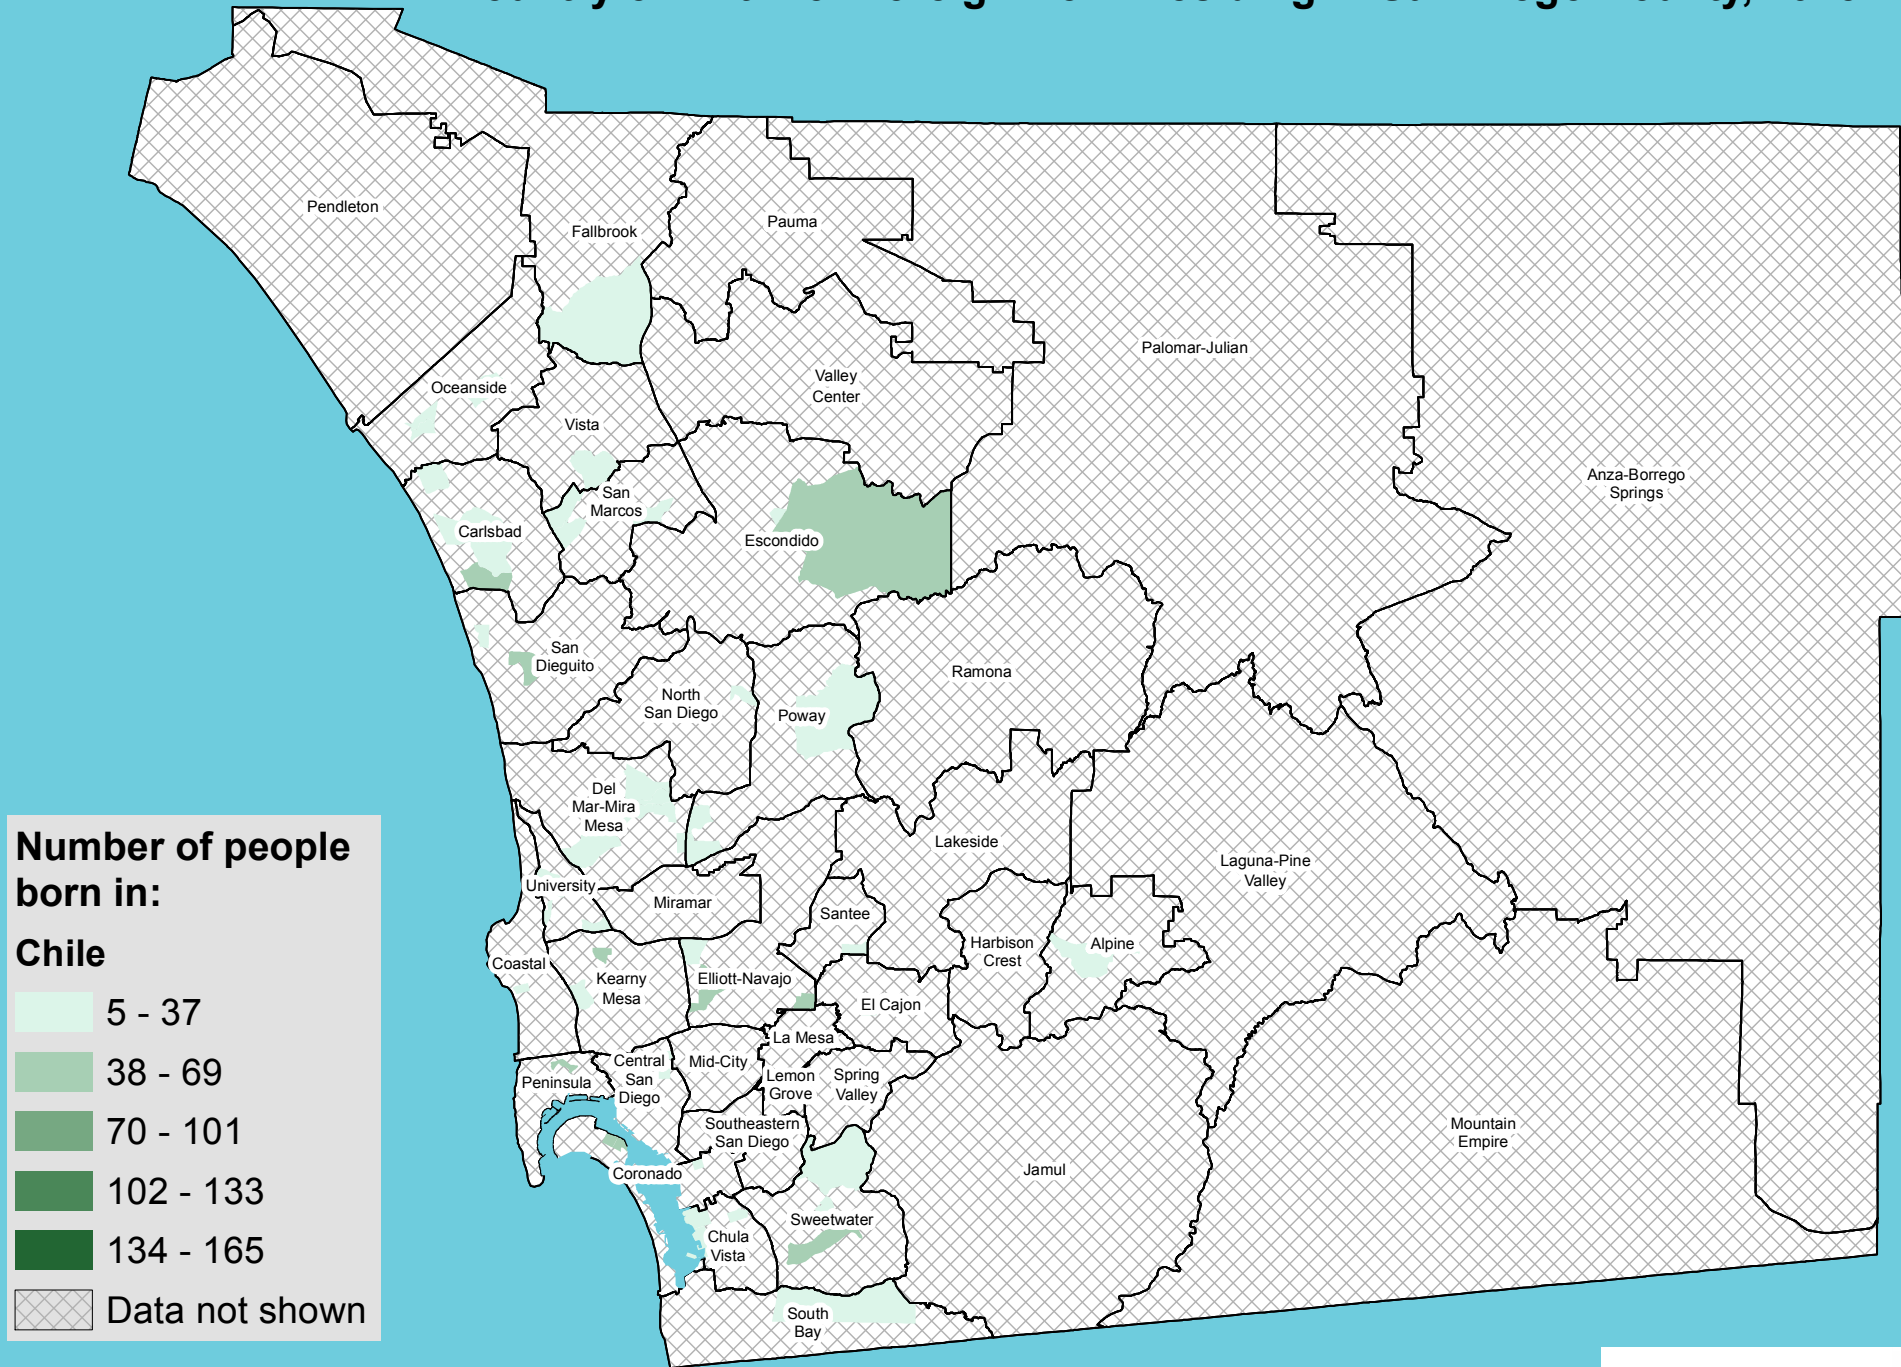 Pendleton
Fallbrook
Pauma
Palomar-Julian
Oceanside
Valley
Center
Vista
Anza-Borrego
Springs
San
Marcos
Carlsbad
Escondido
San
Dieguito
Ramona
North
San Diego
Poway
Del
Mar-Mira
Mesa
Lakeside
Laguna-Pine
Valley
University
Miramar
Santee
Harbison
Crest
Alpine
Coastal
Kearny
Mesa
Elliott-Navajo
El Cajon
La Mesa
Central
San
Diego
Mid-City
Peninsula
Lemon
Grove
Spring
Valley
Southeastern
San Diego
Mountain
Empire
Coronado
Jamul
Sweetwater
Chula
Vista
South
Bay
Number of people
born in:
Chile
5 - 37
38 - 69
70 - 101
102 - 133
134 - 165
Data not shown